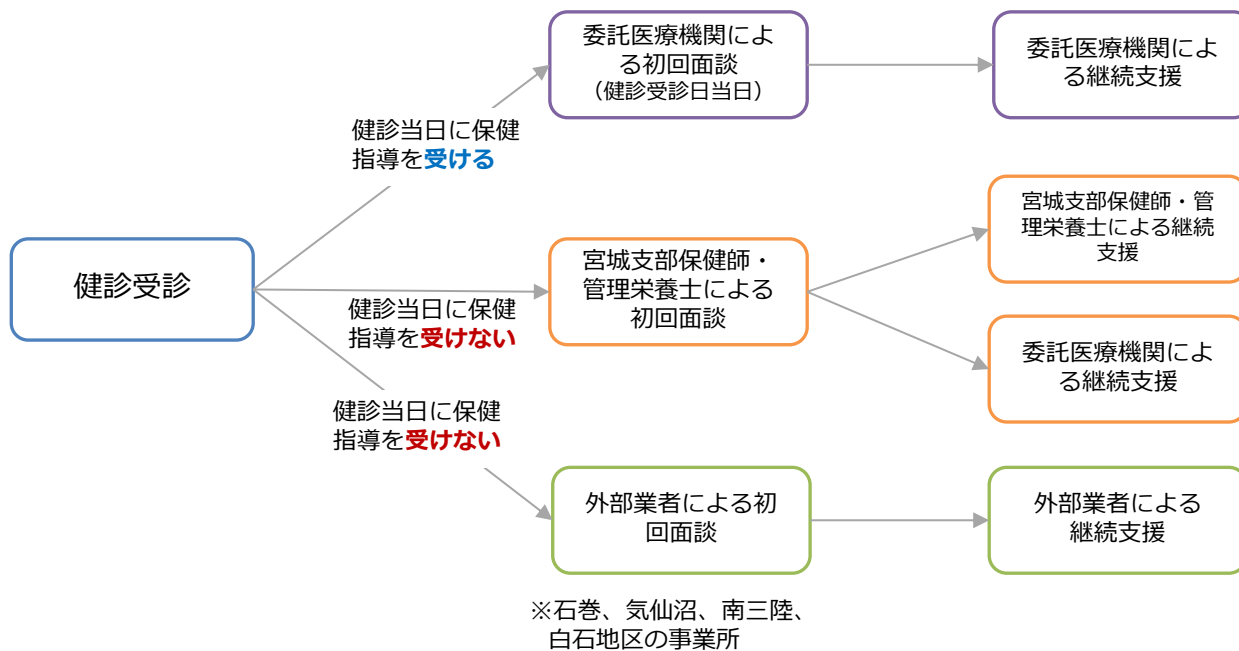 委託医療機関によ
る初回面談
（健診受診日当日）
委託医療機関によ
る継続支援
健診当日に保健
指導を受ける
健診受診
宮城支部保健師・
管理栄養士による
初回面談
宮城支部保健師・管
理栄養士による継続
支援
健診当日に保健
指導を受けない
委託医療機関によ
る継続支援
健診当日に保健
指導を受けない
外部業者による初
回面談
外部業者による
継続支援
※石巻、気仙沼、南三陸、
白石地区の事業所